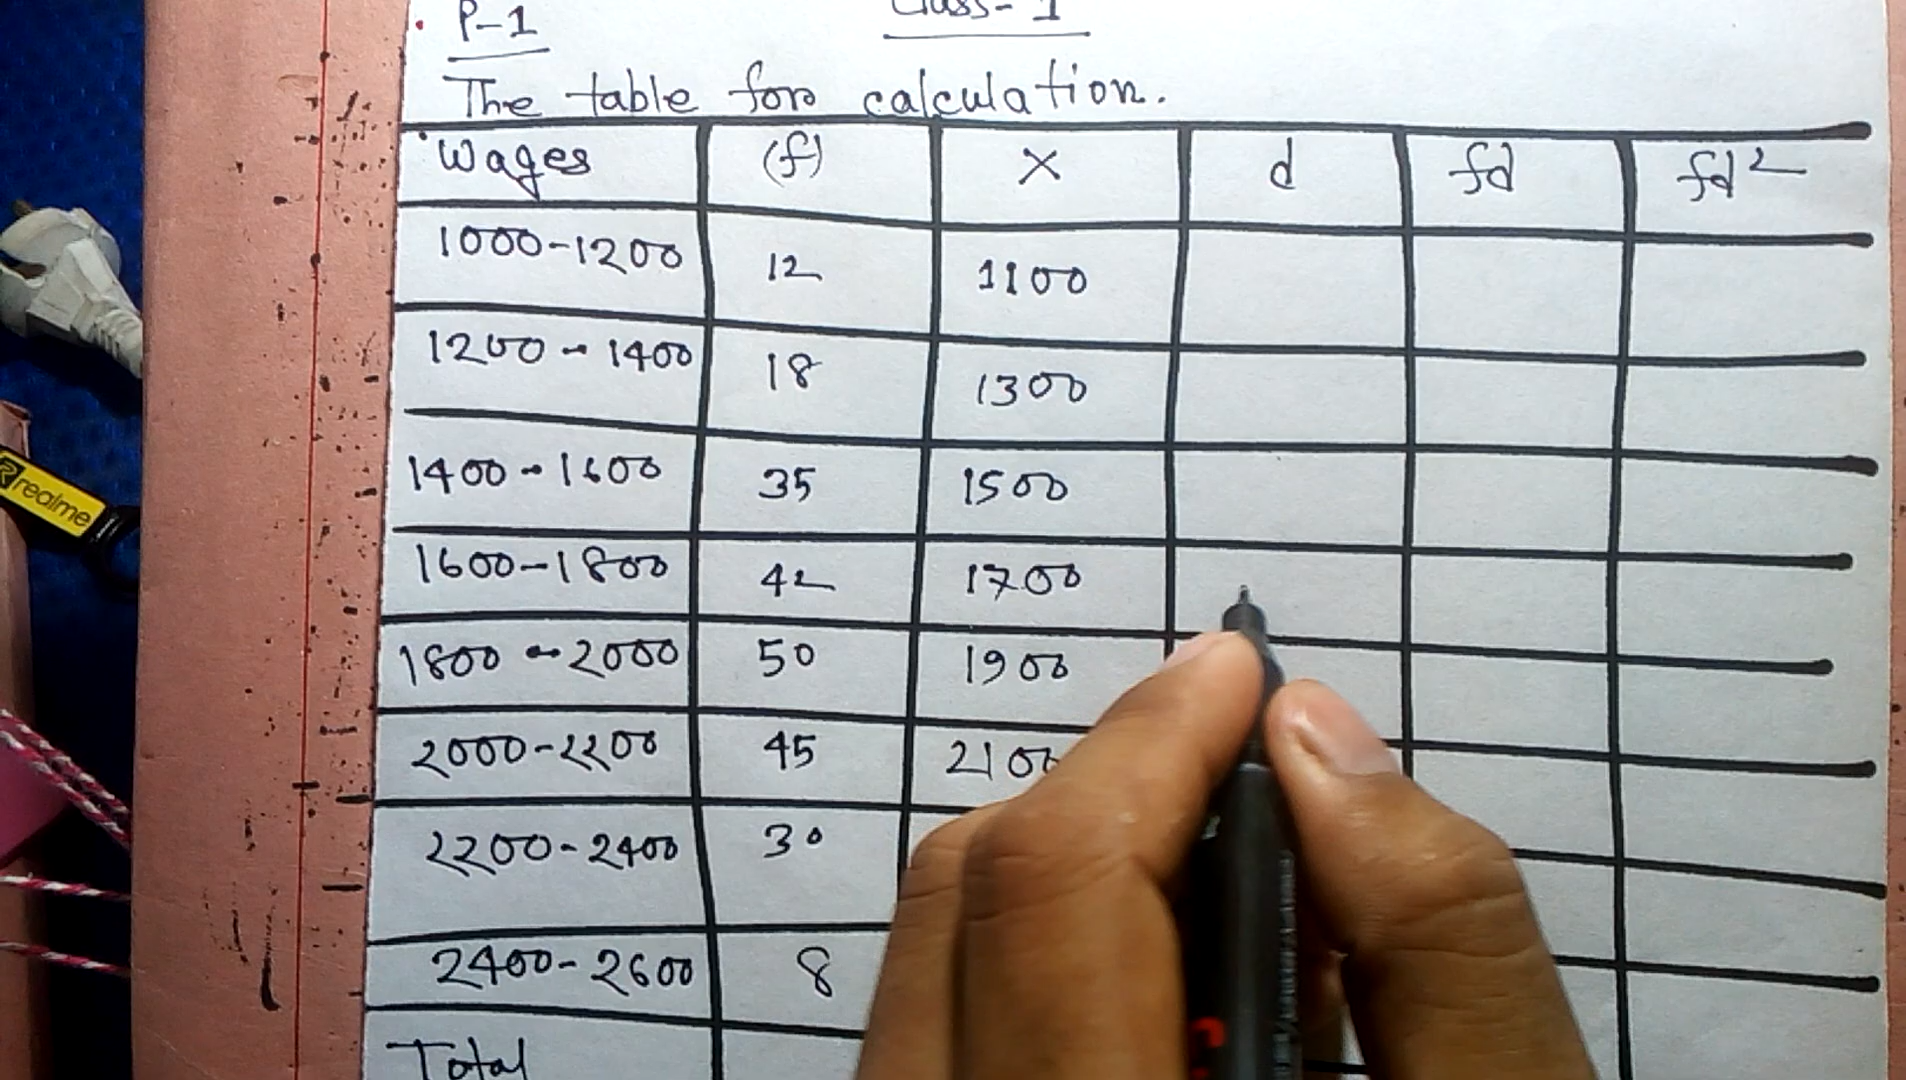 P-1
Class-1
The table for calculation.
Wages (f) X d fd fd²
1000-1200 12 1100
1200-1400 18 1300
1400-1600 35 1500
1600-1800 42 1700
1800-2000 50 1900
2000-2200 45 2100
2200-2400 30
2400-2600 8
Total
realme